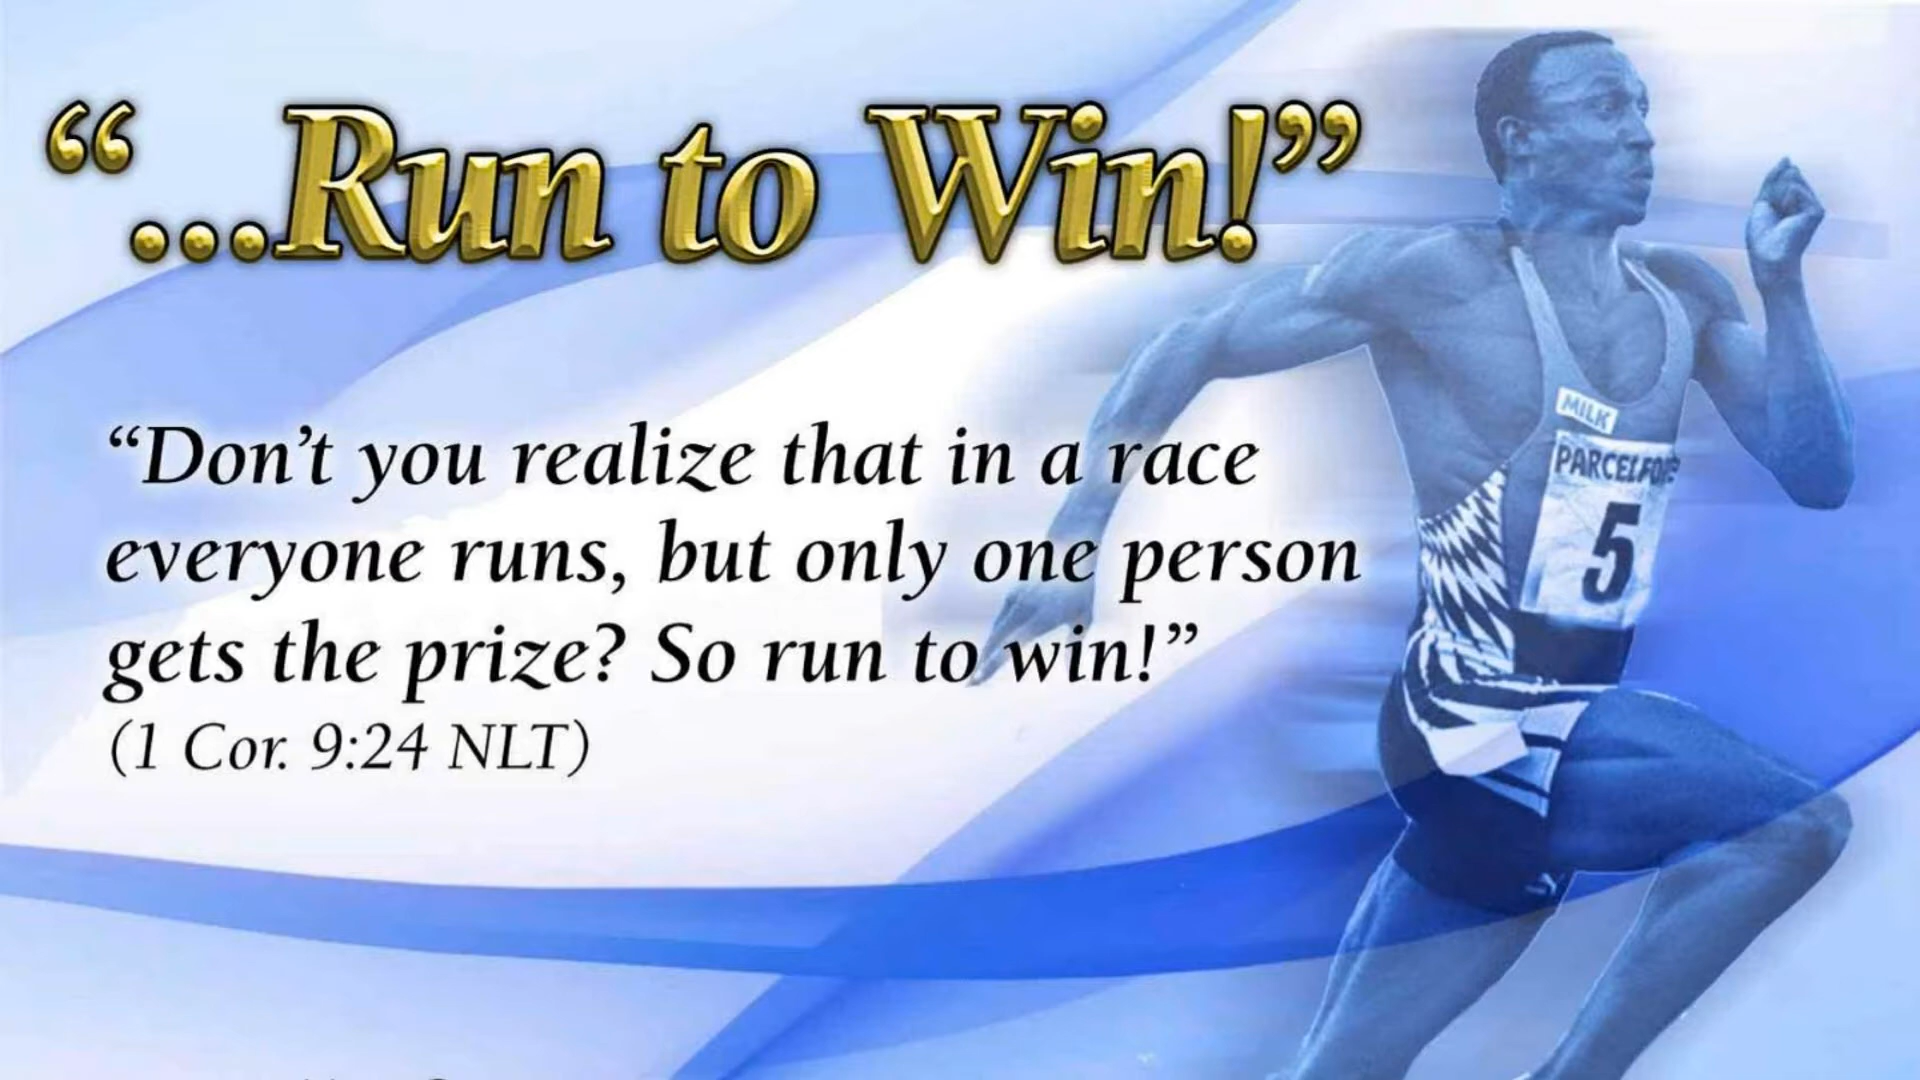 “...Run to Win!”
“Don’t you realize that in a race
everyone runs, but only one person
gets the prize? So run to win!”
(1 Cor. 9:24 NLT)
MILK
5